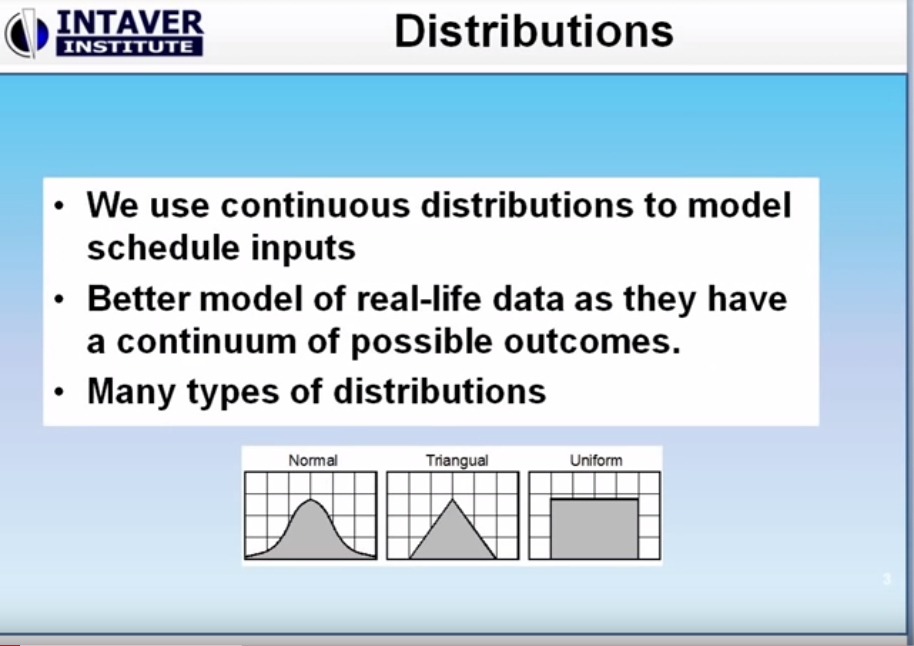 INTAVER
INSTITUTE
Distributions
• We use continuous distributions to model
schedule inputs
• Better model of real-life data as they have
a continuum of possible outcomes.
• Many types of distributions
Normal
Triangual
Uniform
3